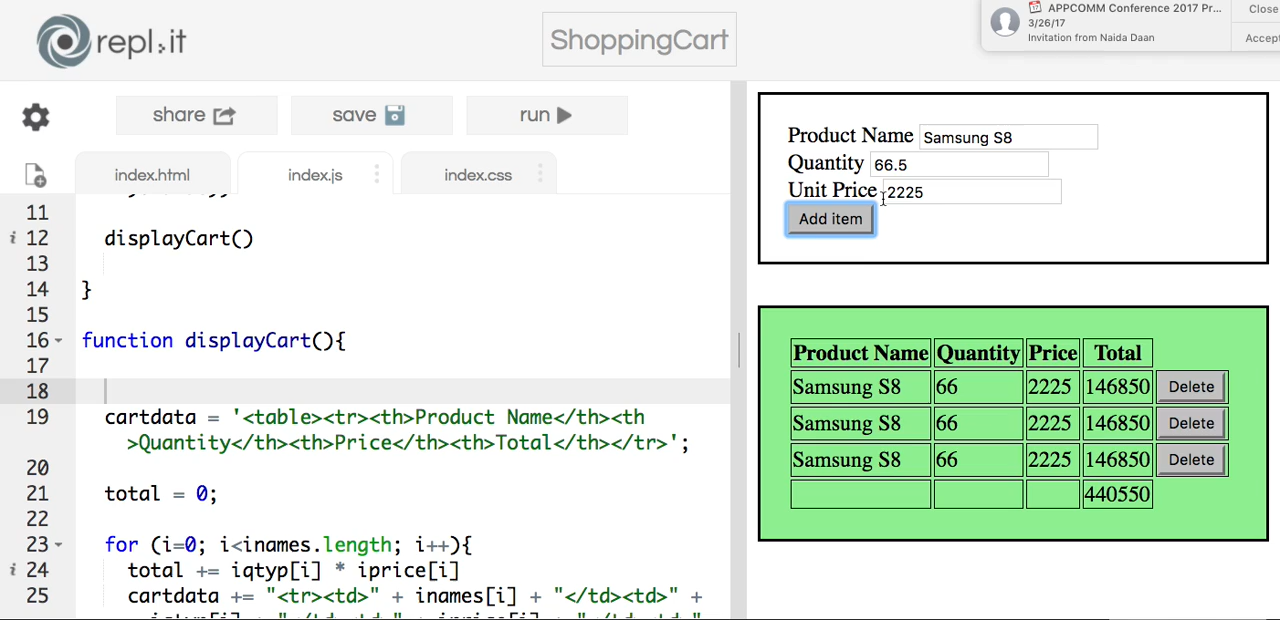 repl.it
ShoppingCart
APPCOMM Conference 2017 Pr...
3/26/17
Invitation from Naida Daan
Close
Accept
share
save
run
index.html
index.js
index.css
11
12 displayCart()
13
14 }
15
16 function displayCart(){
17
18
19 cartdata = '<table><tr><th>Product Name</th><th
>Quantity</th><th>Price</th><th>Total</th></tr>';
20
21 total = 0;
22
23 for (i=0; i<inames.length; i++){
24 total += iqtyp[i] * iprice[i]
25 cartdata += "<tr><td>" + inames[i] + "</td><td>" +
Product Name Samsung S8
Quantity 66.5
Unit Price 2225
Add item
Product Name Quantity Price Total
Samsung S8 66 2225 146850 Delete
Samsung S8 66 2225 146850 Delete
Samsung S8 66 2225 146850 Delete
440550